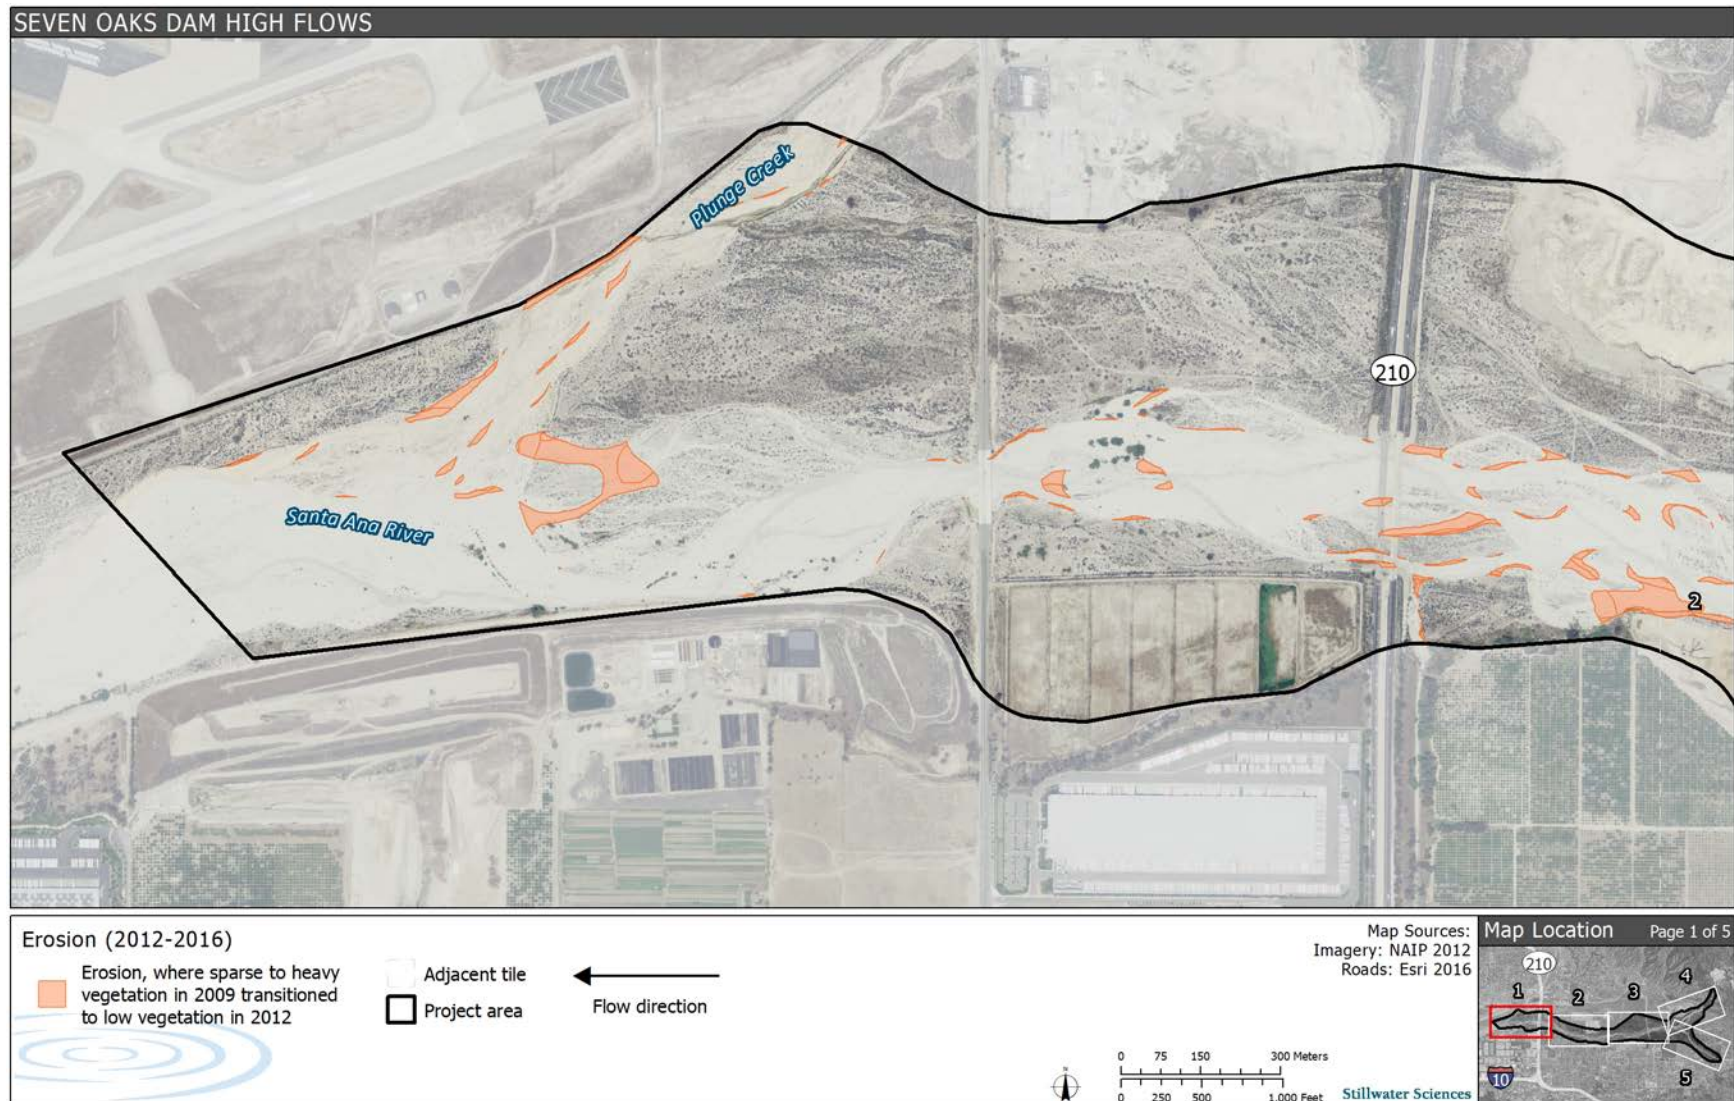 SEVEN OAKS DAM HIGH FLOWS
Plunge Creek
210
Santa Ana River
2
Erosion (2012-2016)
Erosion, where sparse to heavy
vegetation in 2009 transitioned
to low vegetation in 2012
Adjacent tile
Project area
Flow direction
Map Sources:
Imagery: NAIP 2012
Roads: Esri 2016
N
0 75 150 300 Meters
0 250 500 1,000 Feet
Stillwater Sciences
Map Location Page 1 of 5
210
4
1
2
3
10
5